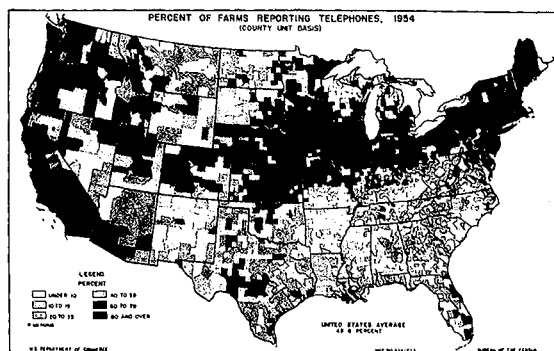 PERCENT OF FARMS REPORTING TELEPHONES, 1954
(COUNTY UNIT BASIS)
LEGEND
PERCENT
UNDER 10
10 TO 19
20 TO 39
40 TO 59
60 TO 79
80 AND OVER
UNITED STATES AVERAGE
48.8 PERCENT
U.S. DEPARTMENT OF COMMERCE
BUREAU OF THE CENSUS